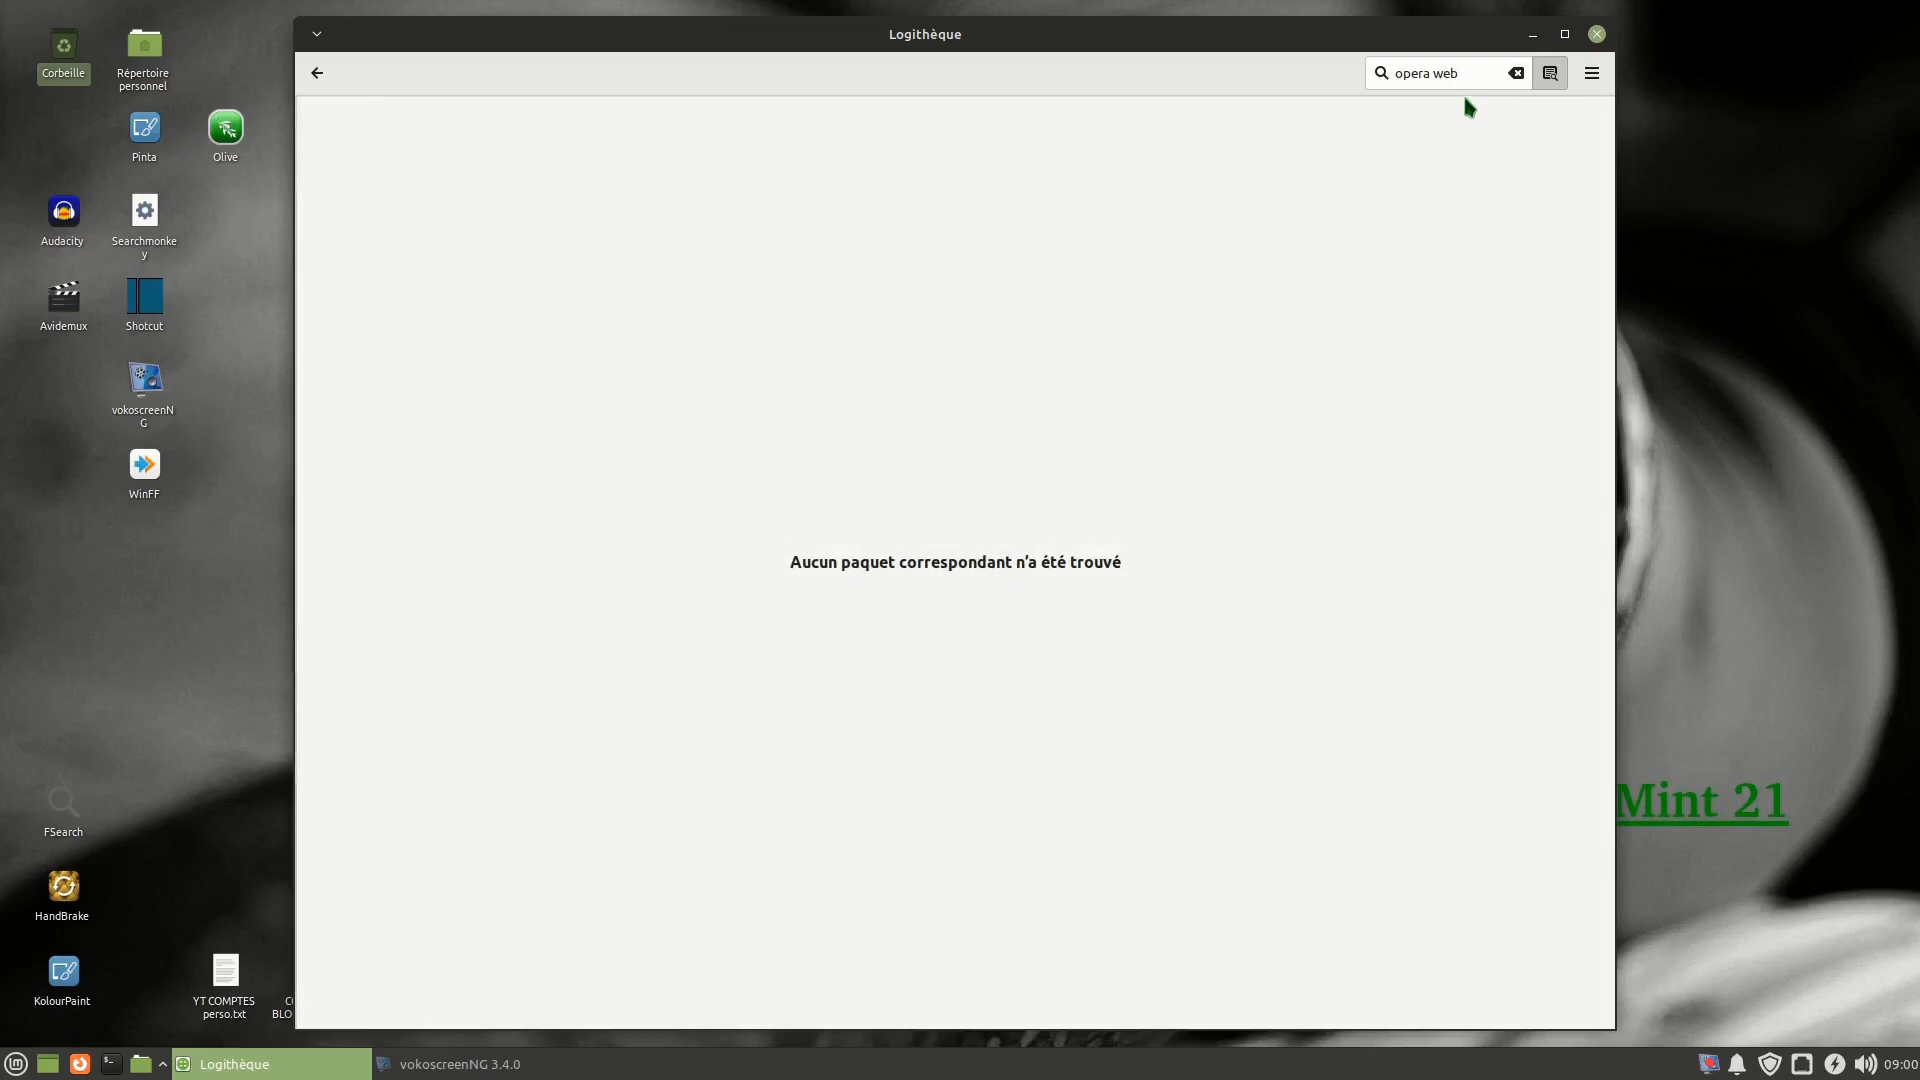 Logithèque
opera web
Corbeille
Répertoire
personnel
Pinta
Olive
Audacity
Searchmonke
y
Avidemux
Shotcut
vokoscreenN
G
WinFF
Aucun paquet correspondant n'a été trouvé
Mint 21
FSearch
HandBrake
KolourPaint
YT COMPTES
perso.txt
BLO
Logithèque
vokoscreenNG 3.4.0
09:00